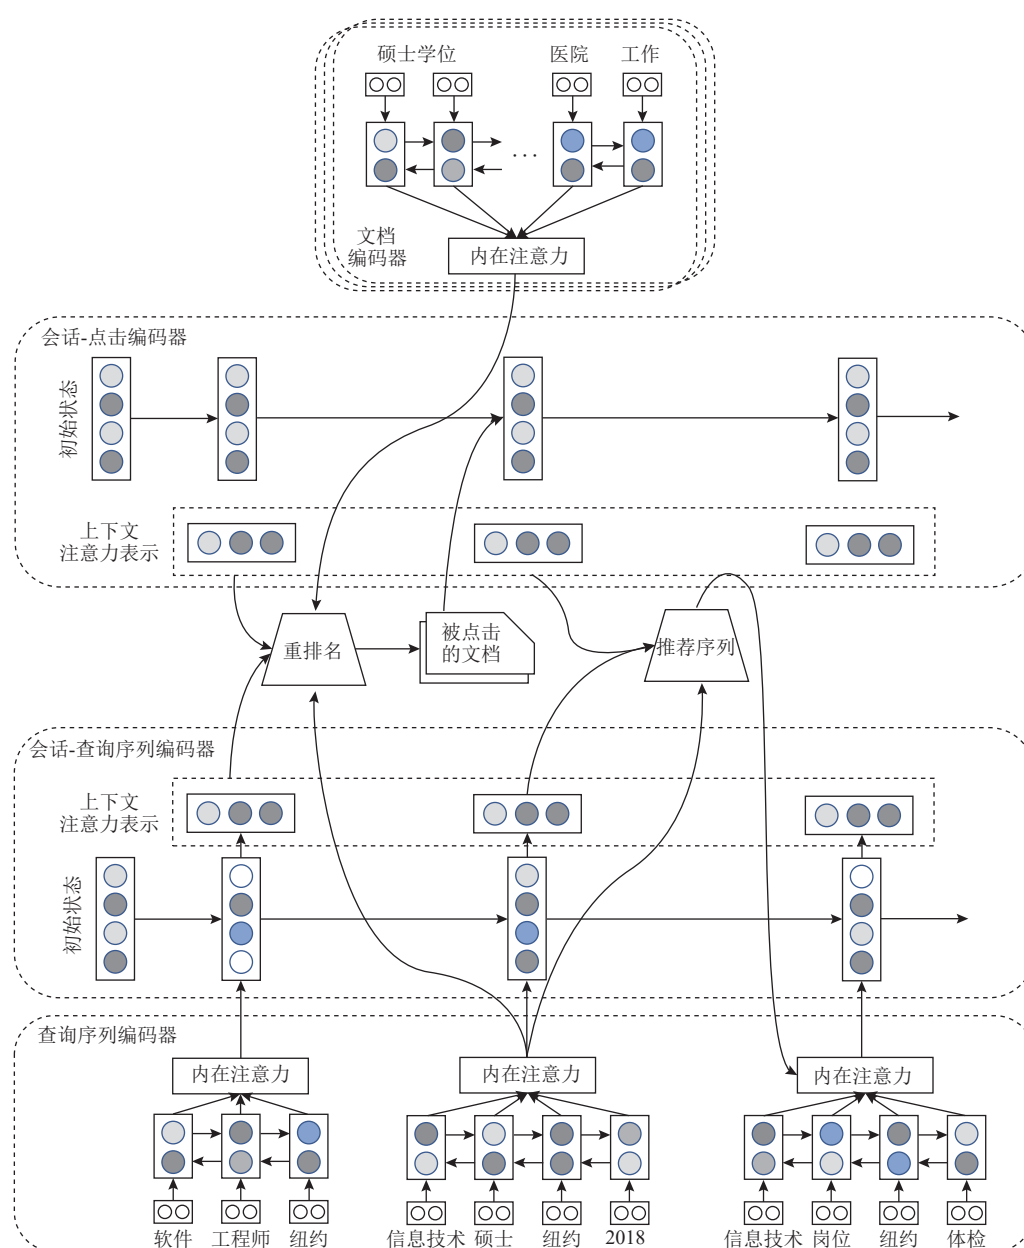 硕士学位 医院 工作
...
文档
编码器
内在注意力
会话-点击编码器
初始状态
上下文
注意力表示
重排名
被点击
的文档
推荐序列
会话-查询序列编码器
上下文
注意力表示
初始状态
查询序列编码器
内在注意力 内在注意力 内在注意力
软件 工程师 纽约 信息技术 硕士 纽约 2018 信息技术 岗位 纽约 体检